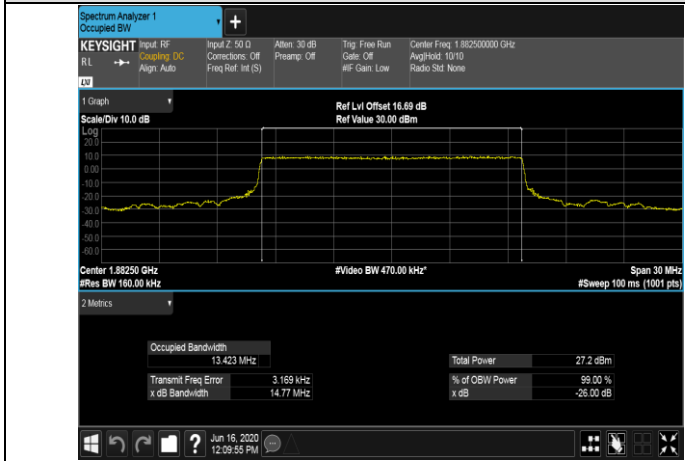 Spectrum Analyzer 1
Occupied BW
KEYSIGHT
R L
LXI
Input: RF
Coupling: DC
Align: Auto
Input Z: 50 Ω
Corrections: Off
Freq Ref: Int (S)
Atten: 30 dB
Preamp: Off
Trig: Free Run
Gate: Off
#IF Gain: Low
Center Freq: 1.882500000 GHz
Avg|Hold: 10/10
Radio Std: None
1 Graph
Scale/Div 10.0 dB
Ref Lvl Offset 16.69 dB
Ref Value 30.00 dBm
Log
20.0
10.0
0.00
-10.0
-20.0
-30.0
-40.0
-50.0
-60.0
Center 1.88250 GHz
#Video BW 470.00 kHz*
Span 30 MHz
#Res BW 160.00 kHz
#Sweep 100 ms (1001 pts)
2 Metrics
Occupied Bandwidth
13.423 MHz
Total Power 27.2 dBm
Transmit Freq Error 3.169 kHz
% of OBW Power 99.00 %
x dB Bandwidth 14.77 MHz
x dB -26.00 dB
?
Jun 16, 2020
12:09:55 PM